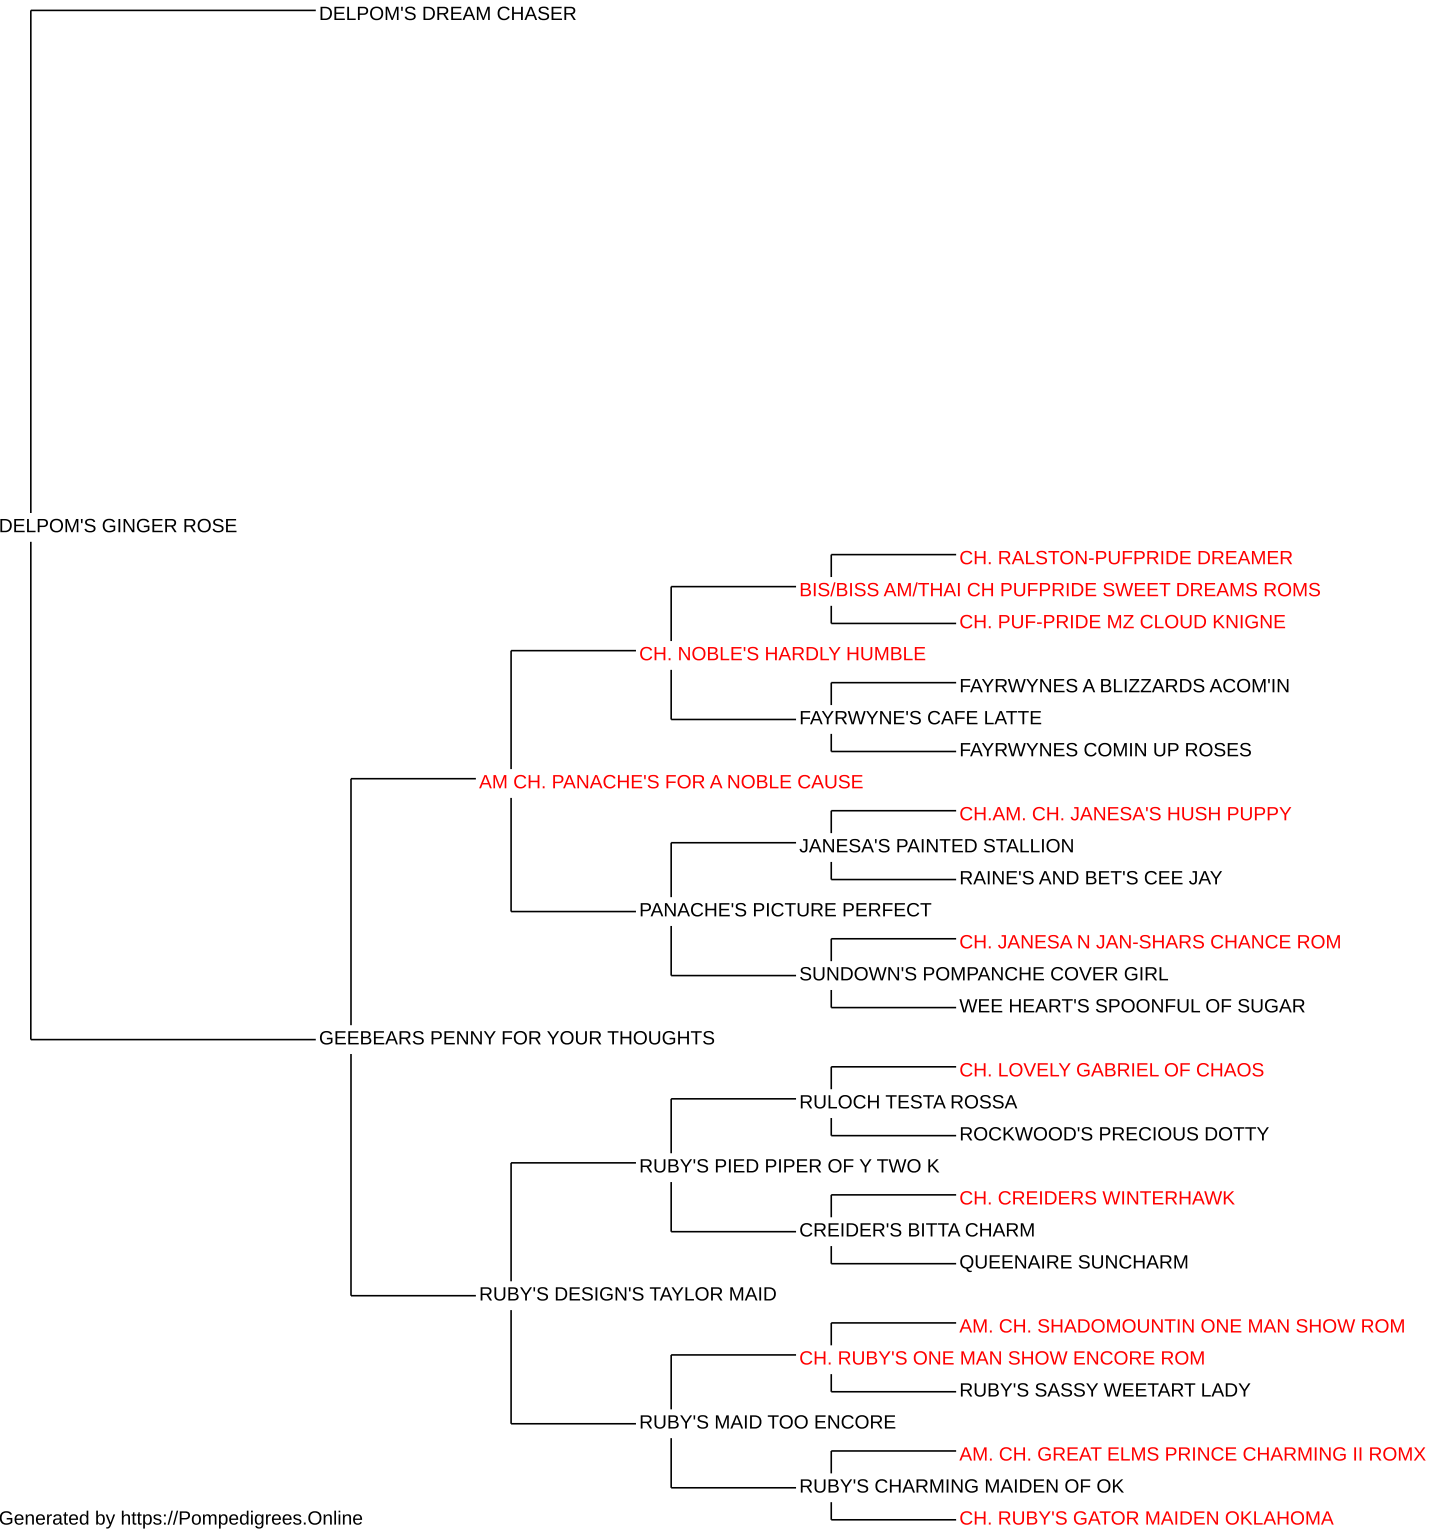 DELPOM'S DREAM CHASER
DELPOM'S GINGER ROSE
CH. RALSTON-PUFPRIDE DREAMER
BIS/BISS AM/THAI CH PUFPRIDE SWEET DREAMS ROMS
CH. PUF-PRIDE MZ CLOUD KNIGNE
CH. NOBLE'S HARDLY HUMBLE
FAYRWYNES A BLIZZARDS ACOM'IN
FAYRWYNE'S CAFE LATTE
FAYRWYNES COMIN UP ROSES
AM CH. PANACHE'S FOR A NOBLE CAUSE
CH.AM. CH. JANESA'S HUSH PUPPY
JANESA'S PAINTED STALLION
RAINE'S AND BET'S CEE JAY
PANACHE'S PICTURE PERFECT
CH. JANESA N JAN-SHARS CHANCE ROM
SUNDOWN'S POMPANCHE COVER GIRL
WEE HEART'S SPOONFUL OF SUGAR
GEEBEARS PENNY FOR YOUR THOUGHTS
CH. LOVELY GABRIEL OF CHAOS
RULOCH TESTA ROSSA
ROCKWOOD'S PRECIOUS DOTTY
RUBY'S PIED PIPER OF Y TWO K
CH. CREIDERS WINTERHAWK
CREIDER'S BITTA CHARM
QUEENAIRE SUNCHARM
RUBY'S DESIGN'S TAYLOR MAID
AM. CH. SHADOMOUNTIN ONE MAN SHOW ROM
CH. RUBY'S ONE MAN SHOW ENCORE ROM
RUBY'S SASSY WEETART LADY
RUBY'S MAID TOO ENCORE
AM. CH. GREAT ELMS PRINCE CHARMING II ROMX
RUBY'S CHARMING MAIDEN OF OK
CH. RUBY'S GATOR MAIDEN OKLAHOMA
Generated by https://Pompedigrees.Online